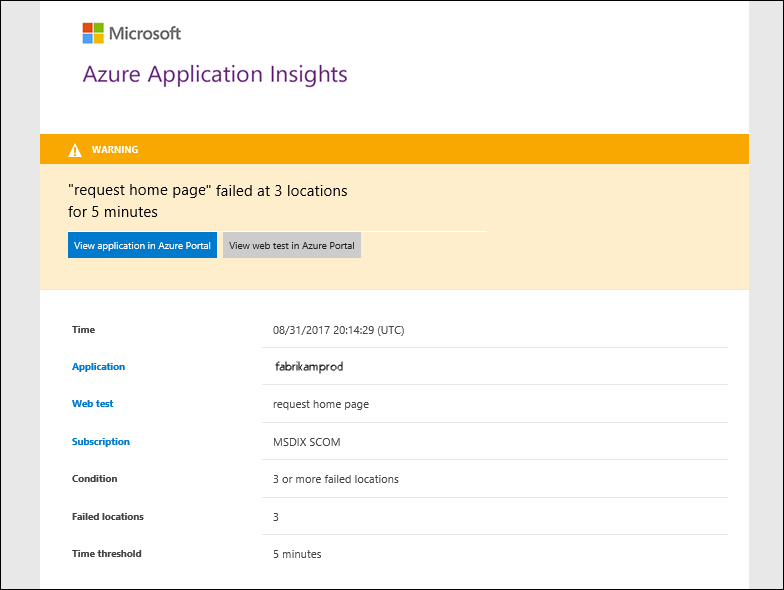 Microsoft
Azure Application Insights
WARNING
"request home page" failed at 3 locations
for 5 minutes
View application in Azure Portal View web test in Azure Portal
Time 08/31/2017 20:14:29 (UTC)
Application fabrikamprod
Web test request home page
Subscription MSDIX SCOM
Condition 3 or more failed locations
Failed locations 3
Time threshold 5 minutes